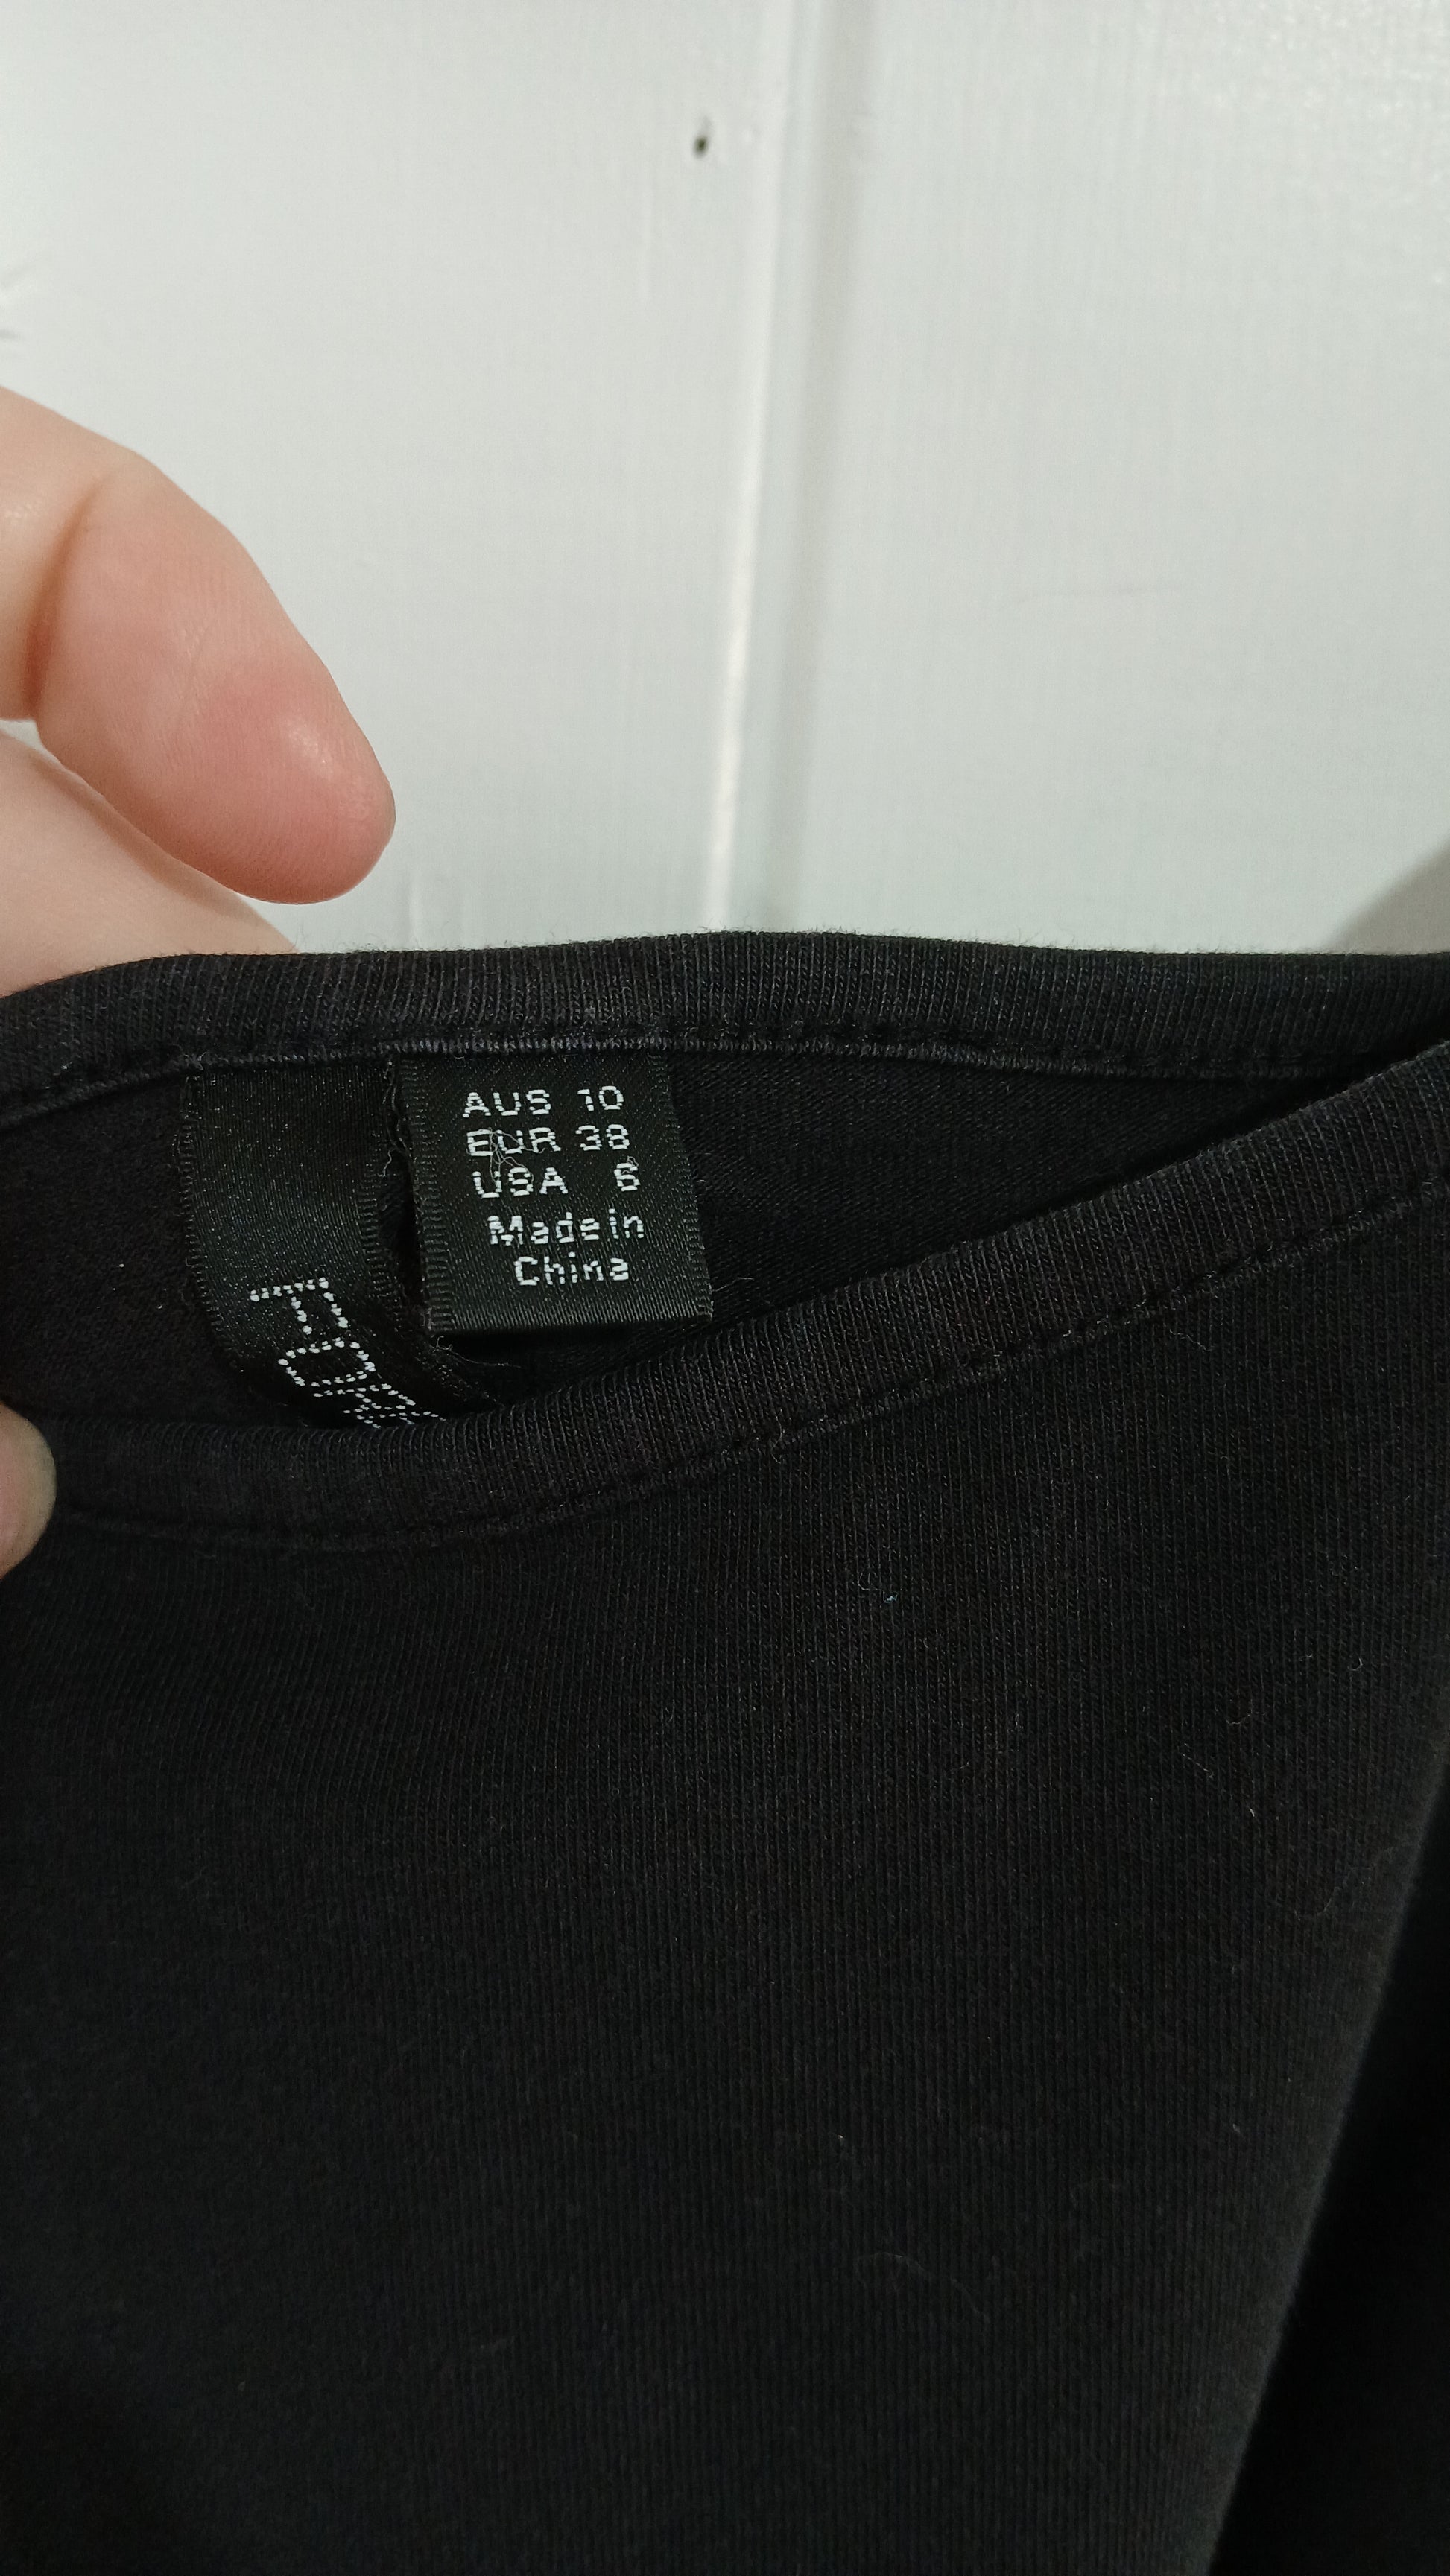 AUS 10
EUR 38
USA 6
Made in
China